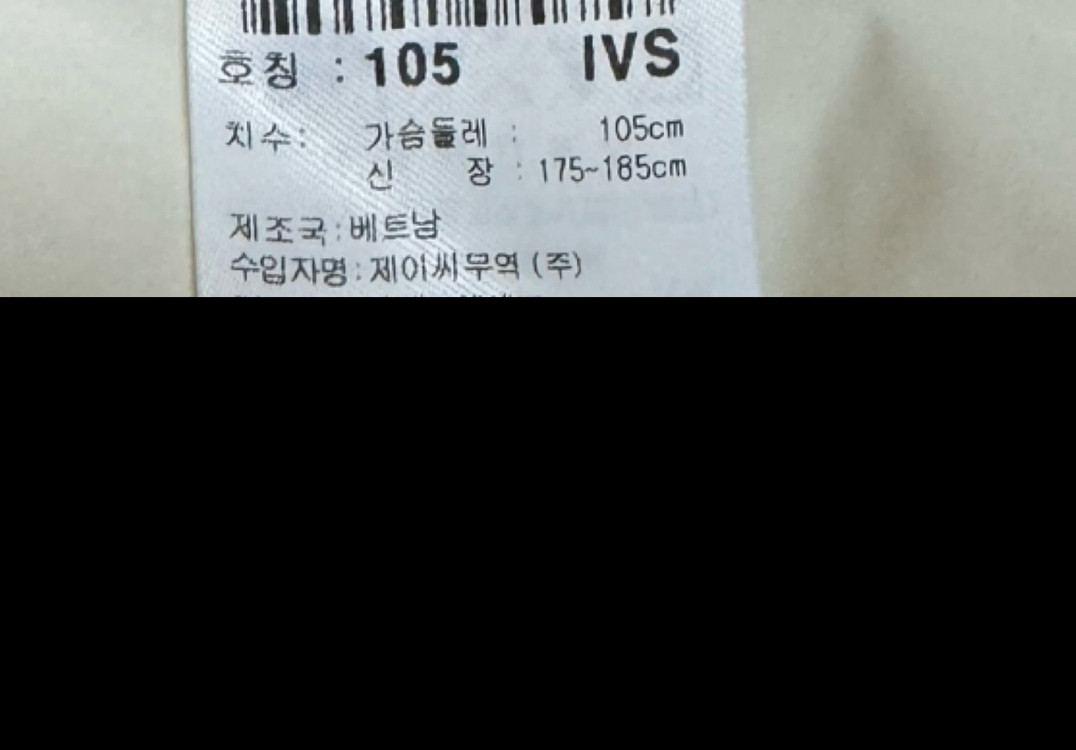 호칭 : 105 IVS
치수: 가슴둘레 : 105cm
신 장 : 175~185cm
제조국:베트남
수입자명:제이씨무역(주)